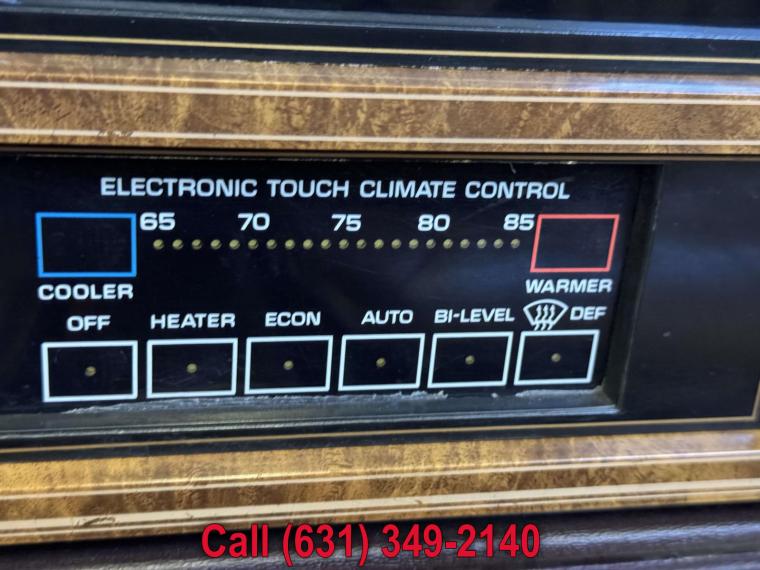 ELECTRONIC TOUCH CLIMATE CONTROL
65 70 75 80 85
COOLER WARMER
OFF HEATER ECON AUTO BI-LEVEL DEF
Call (631) 349-2140